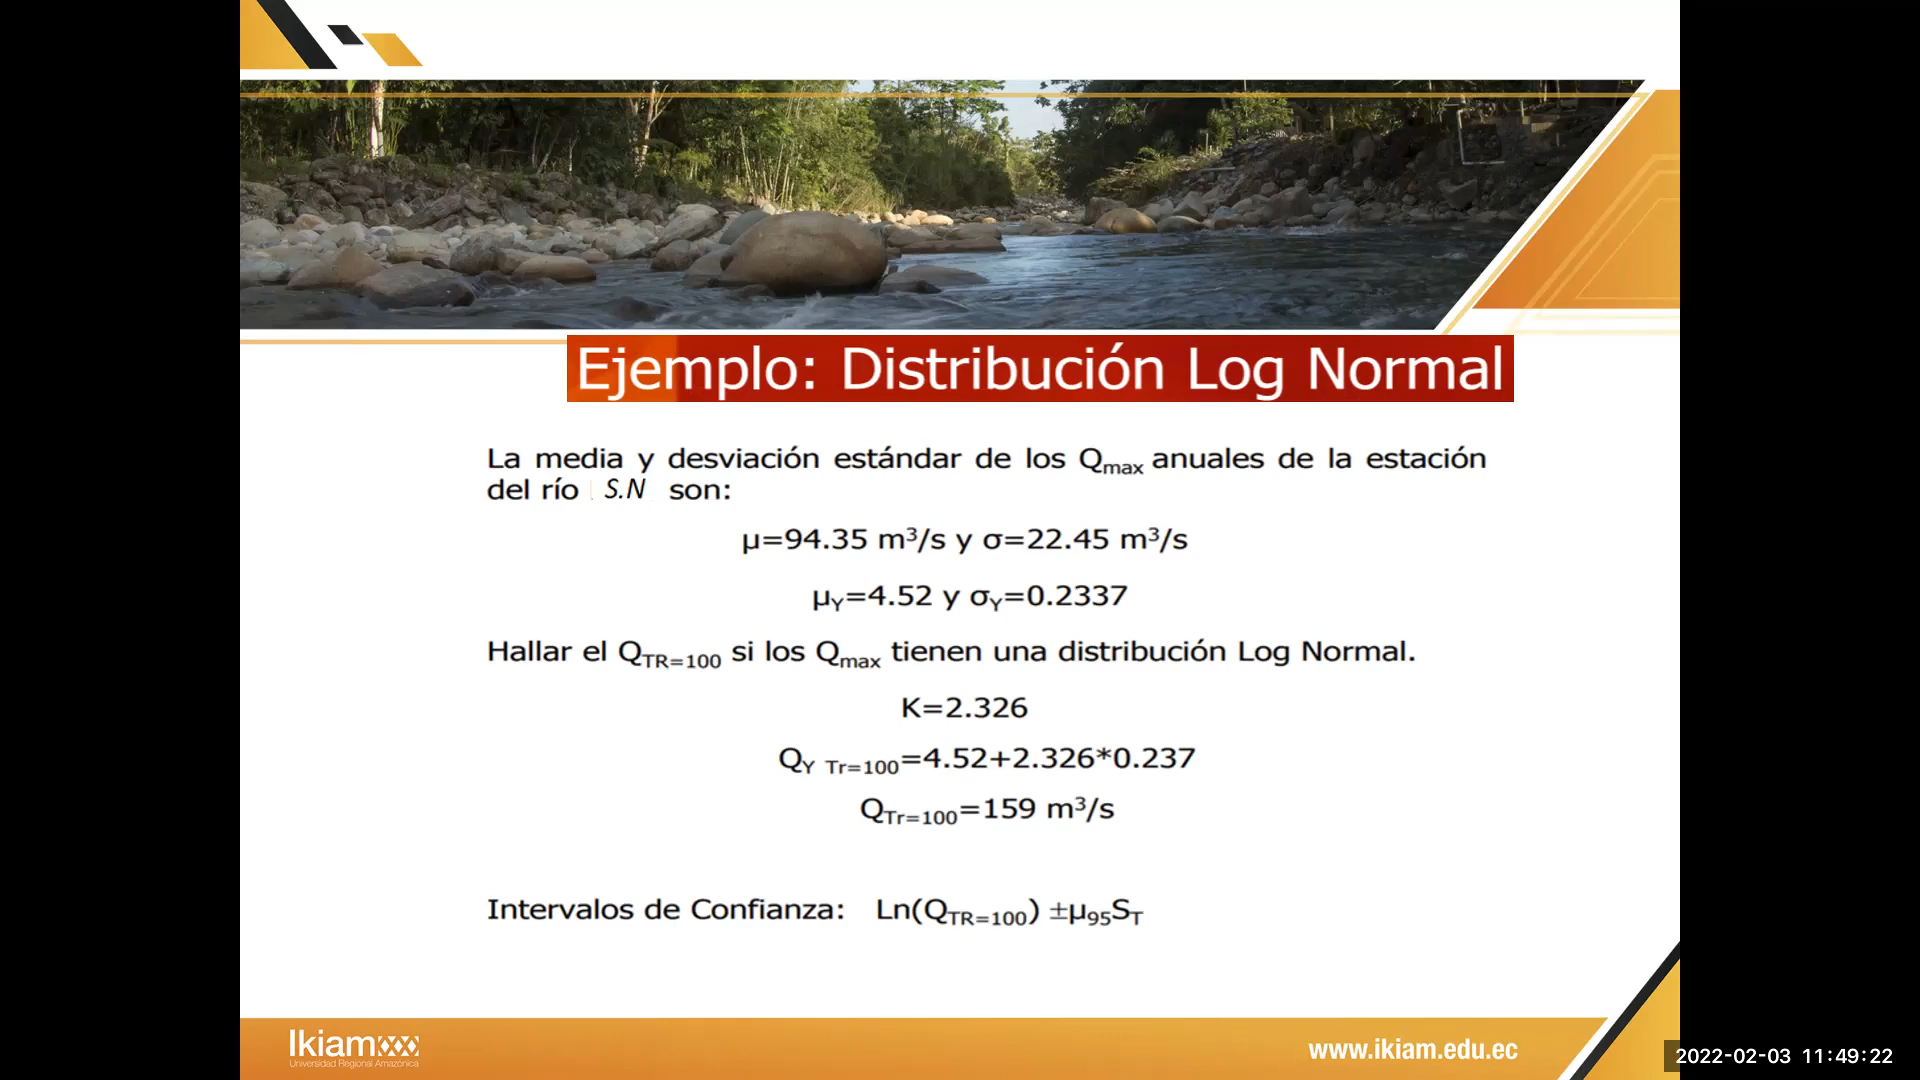 Ejemplo: Distribución Log Normal
La media y desviación estándar de los Qmax anuales de la estación
del río S.N son:
μ=94.35 m³/s y σ=22.45 m³/s
μY=4.52 y σY=0.2337
Hallar el QTR=100 si los Qmax tienen una distribución Log Normal.
K=2.326
QY Tr=100=4.52+2.326*0.237
QTr=100=159 m³/s
Intervalos de Confianza: Ln(QTR=100) ±μ95ST
Ikiam
Universidad Regional Amazónica
www.ikiam.edu.ec
2022-02-03 11:49:22